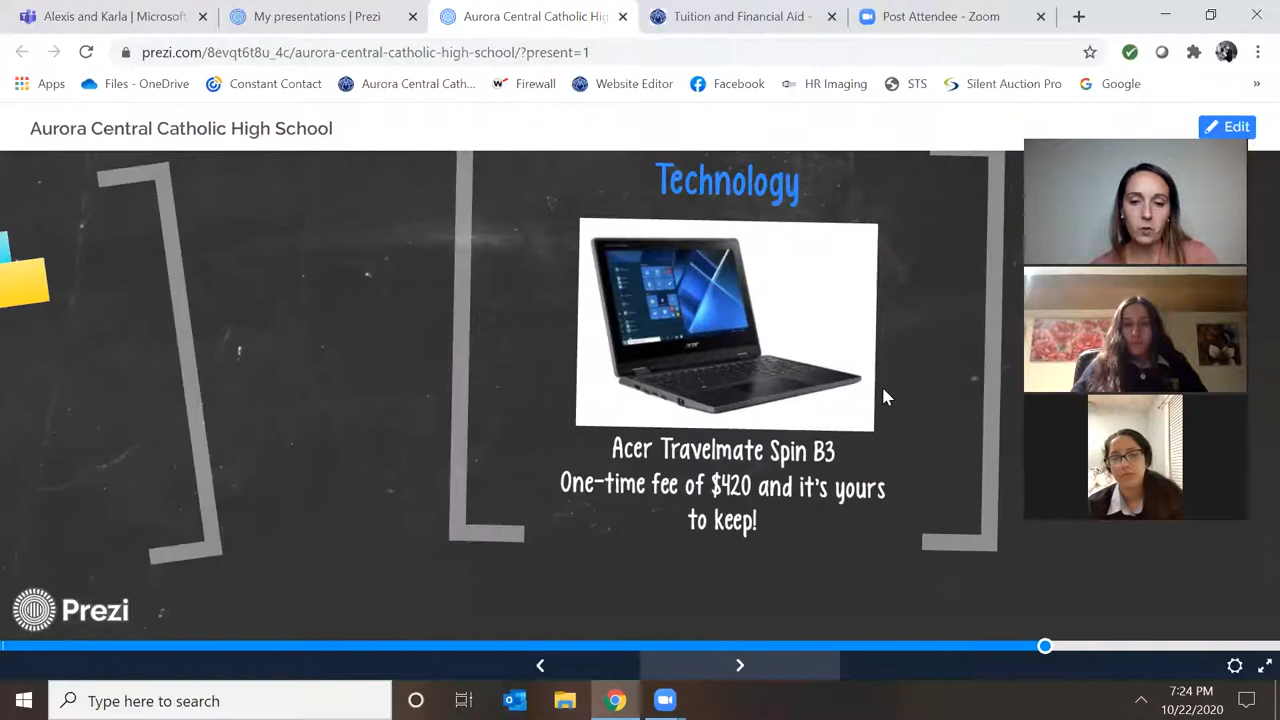 Alexis and Karla | Microsoft
My presentations | Prezi
Aurora Central Catholic Hig
Tuition and Financial Aid -
Post Attendee - Zoom
prezi.com/8evqt6t8u_4c/aurora-central-catholic-high-school/?present=1
Apps
Files - OneDrive
Constant Contact
Aurora Central Cath...
Firewall
Website Editor
Facebook
HR Imaging
STS
Silent Auction Pro
Google
»
Aurora Central Catholic High School
Edit
Technology
acer
Acer Travelmate Spin B3
One-time fee of $420 and it's yours
to keep!
Prezi
Type here to search
7:24 PM
10/22/2020